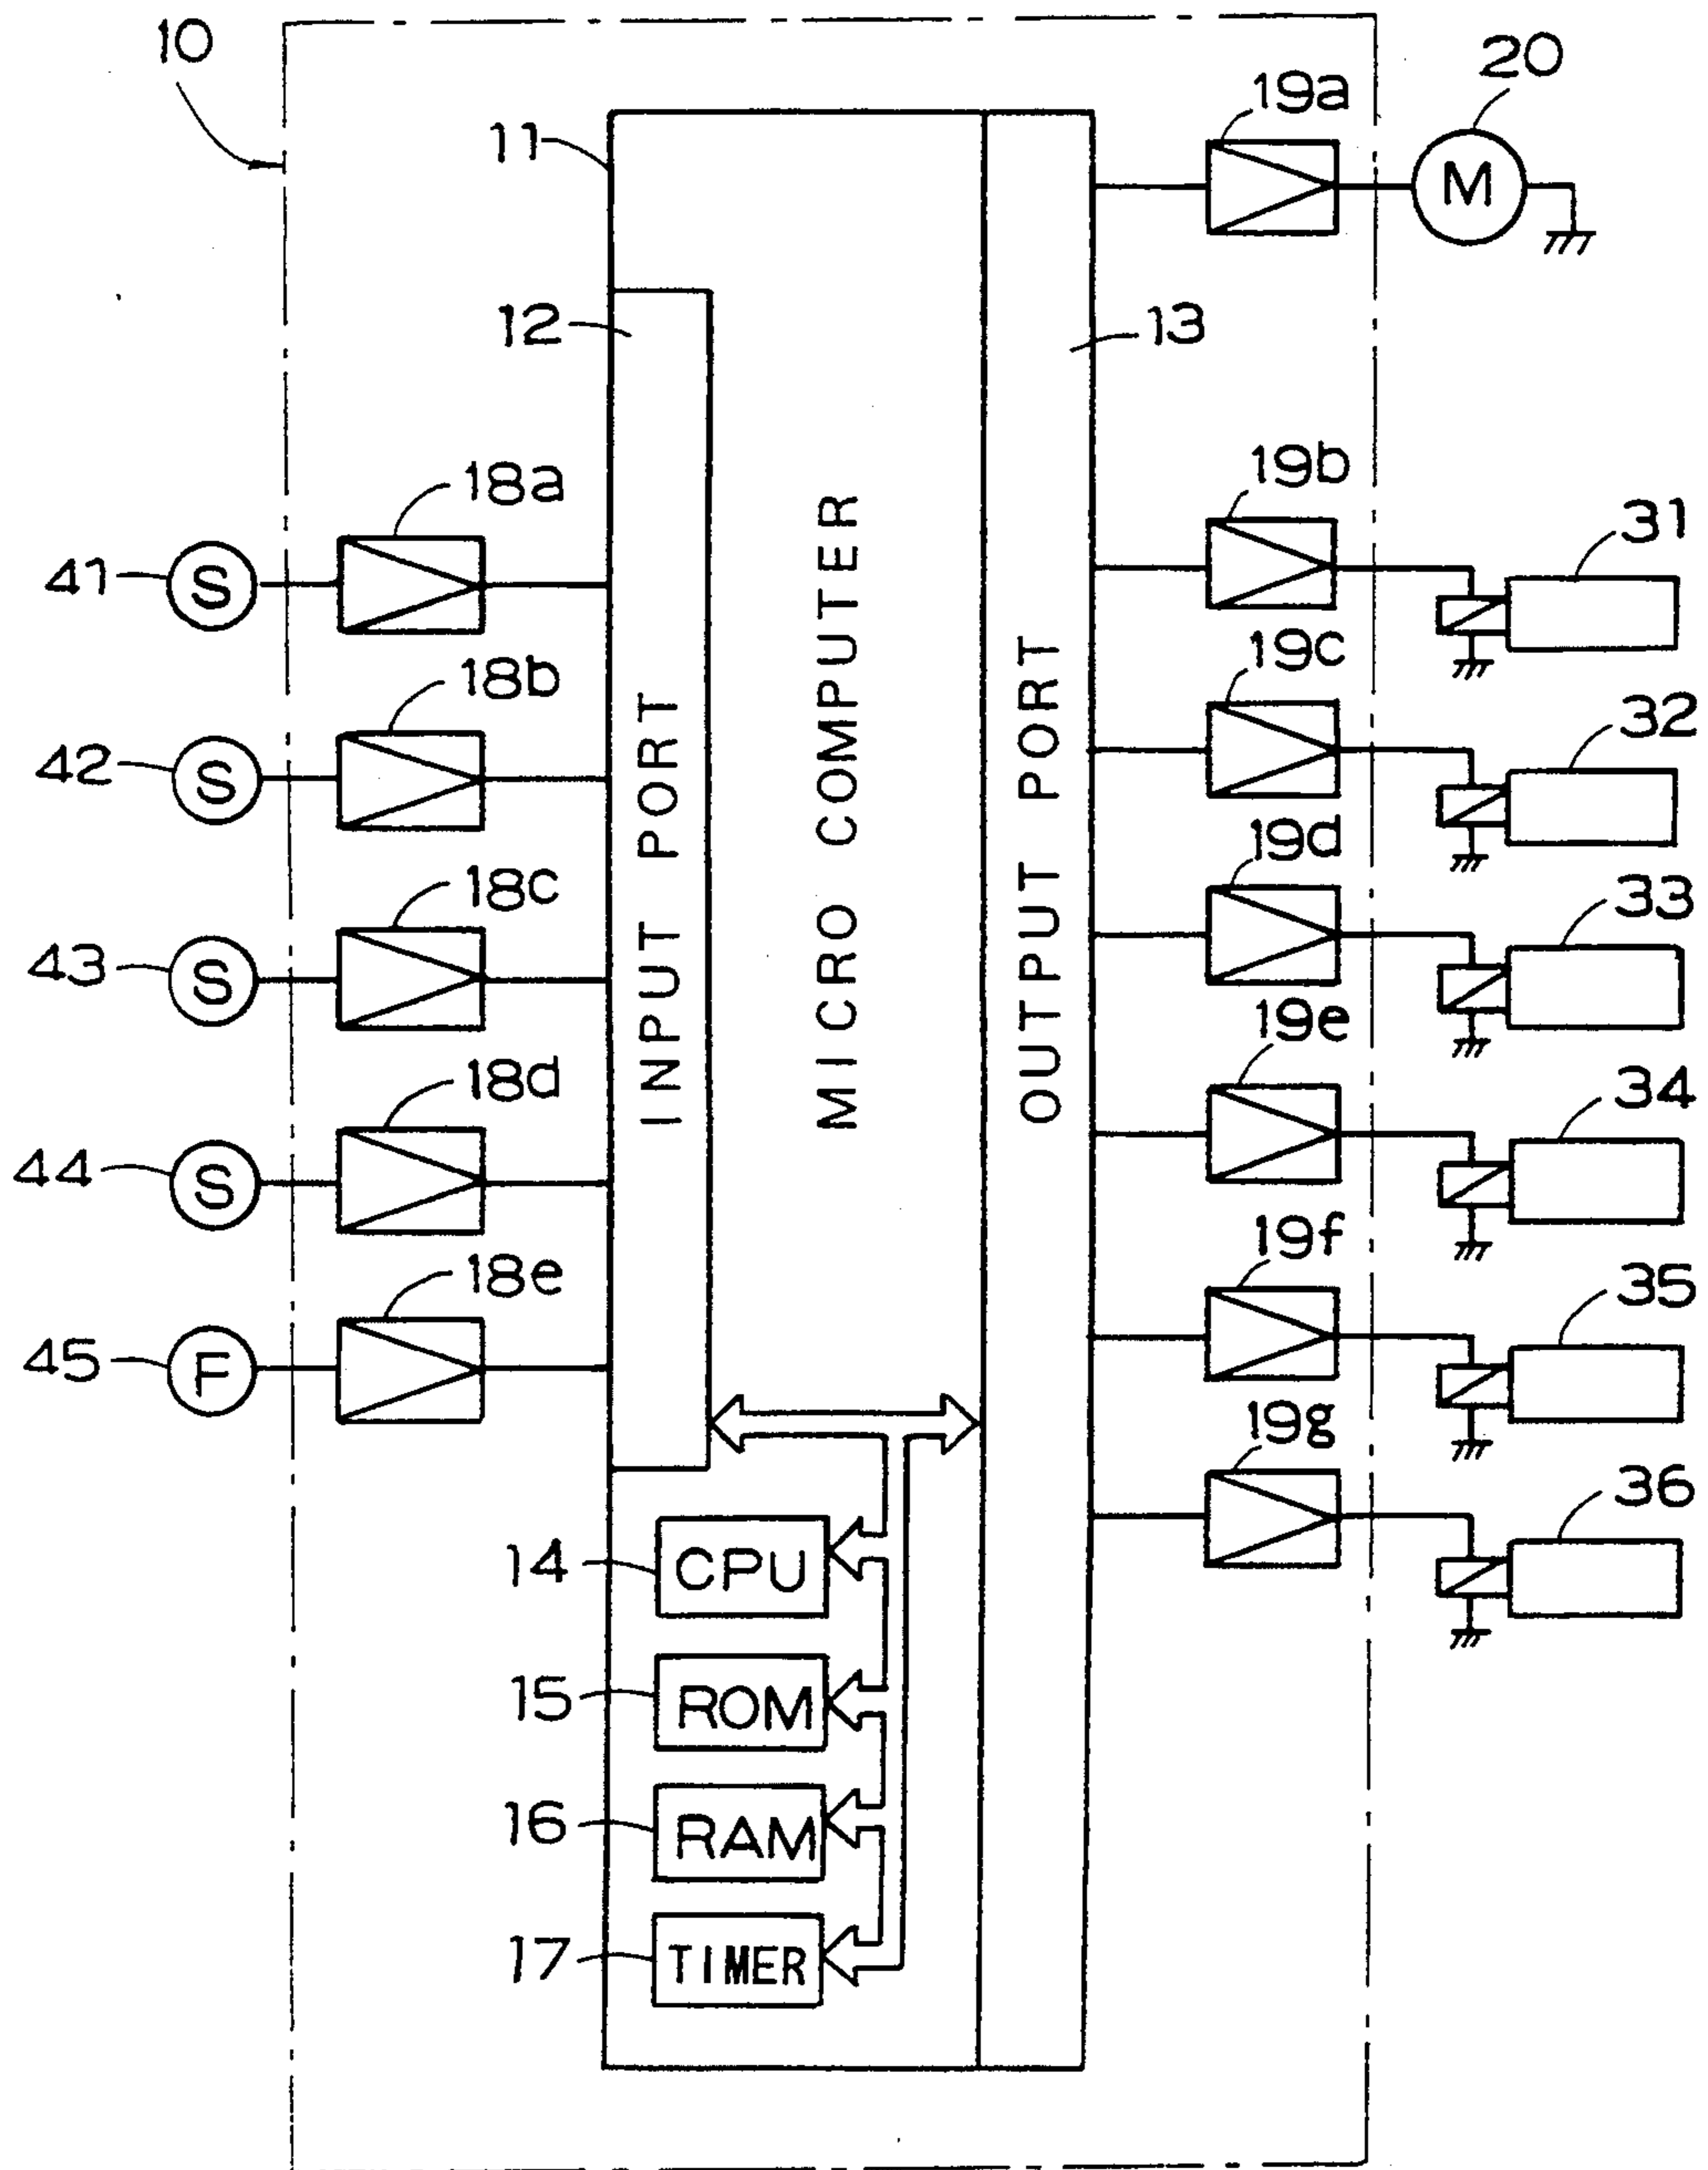 10
20
19a
11
M
12
13
18a
19b
31
41
S
18b
19c
32
42
S
18c
19d
33
43
S
INPUT PORT
MICRO COMPUTER
OUTPUT PORT
18d
19e
34
44
S
18e
19f
35
45
F
19g
36
14
CPU
15
ROM
16
RAM
17
TIMER